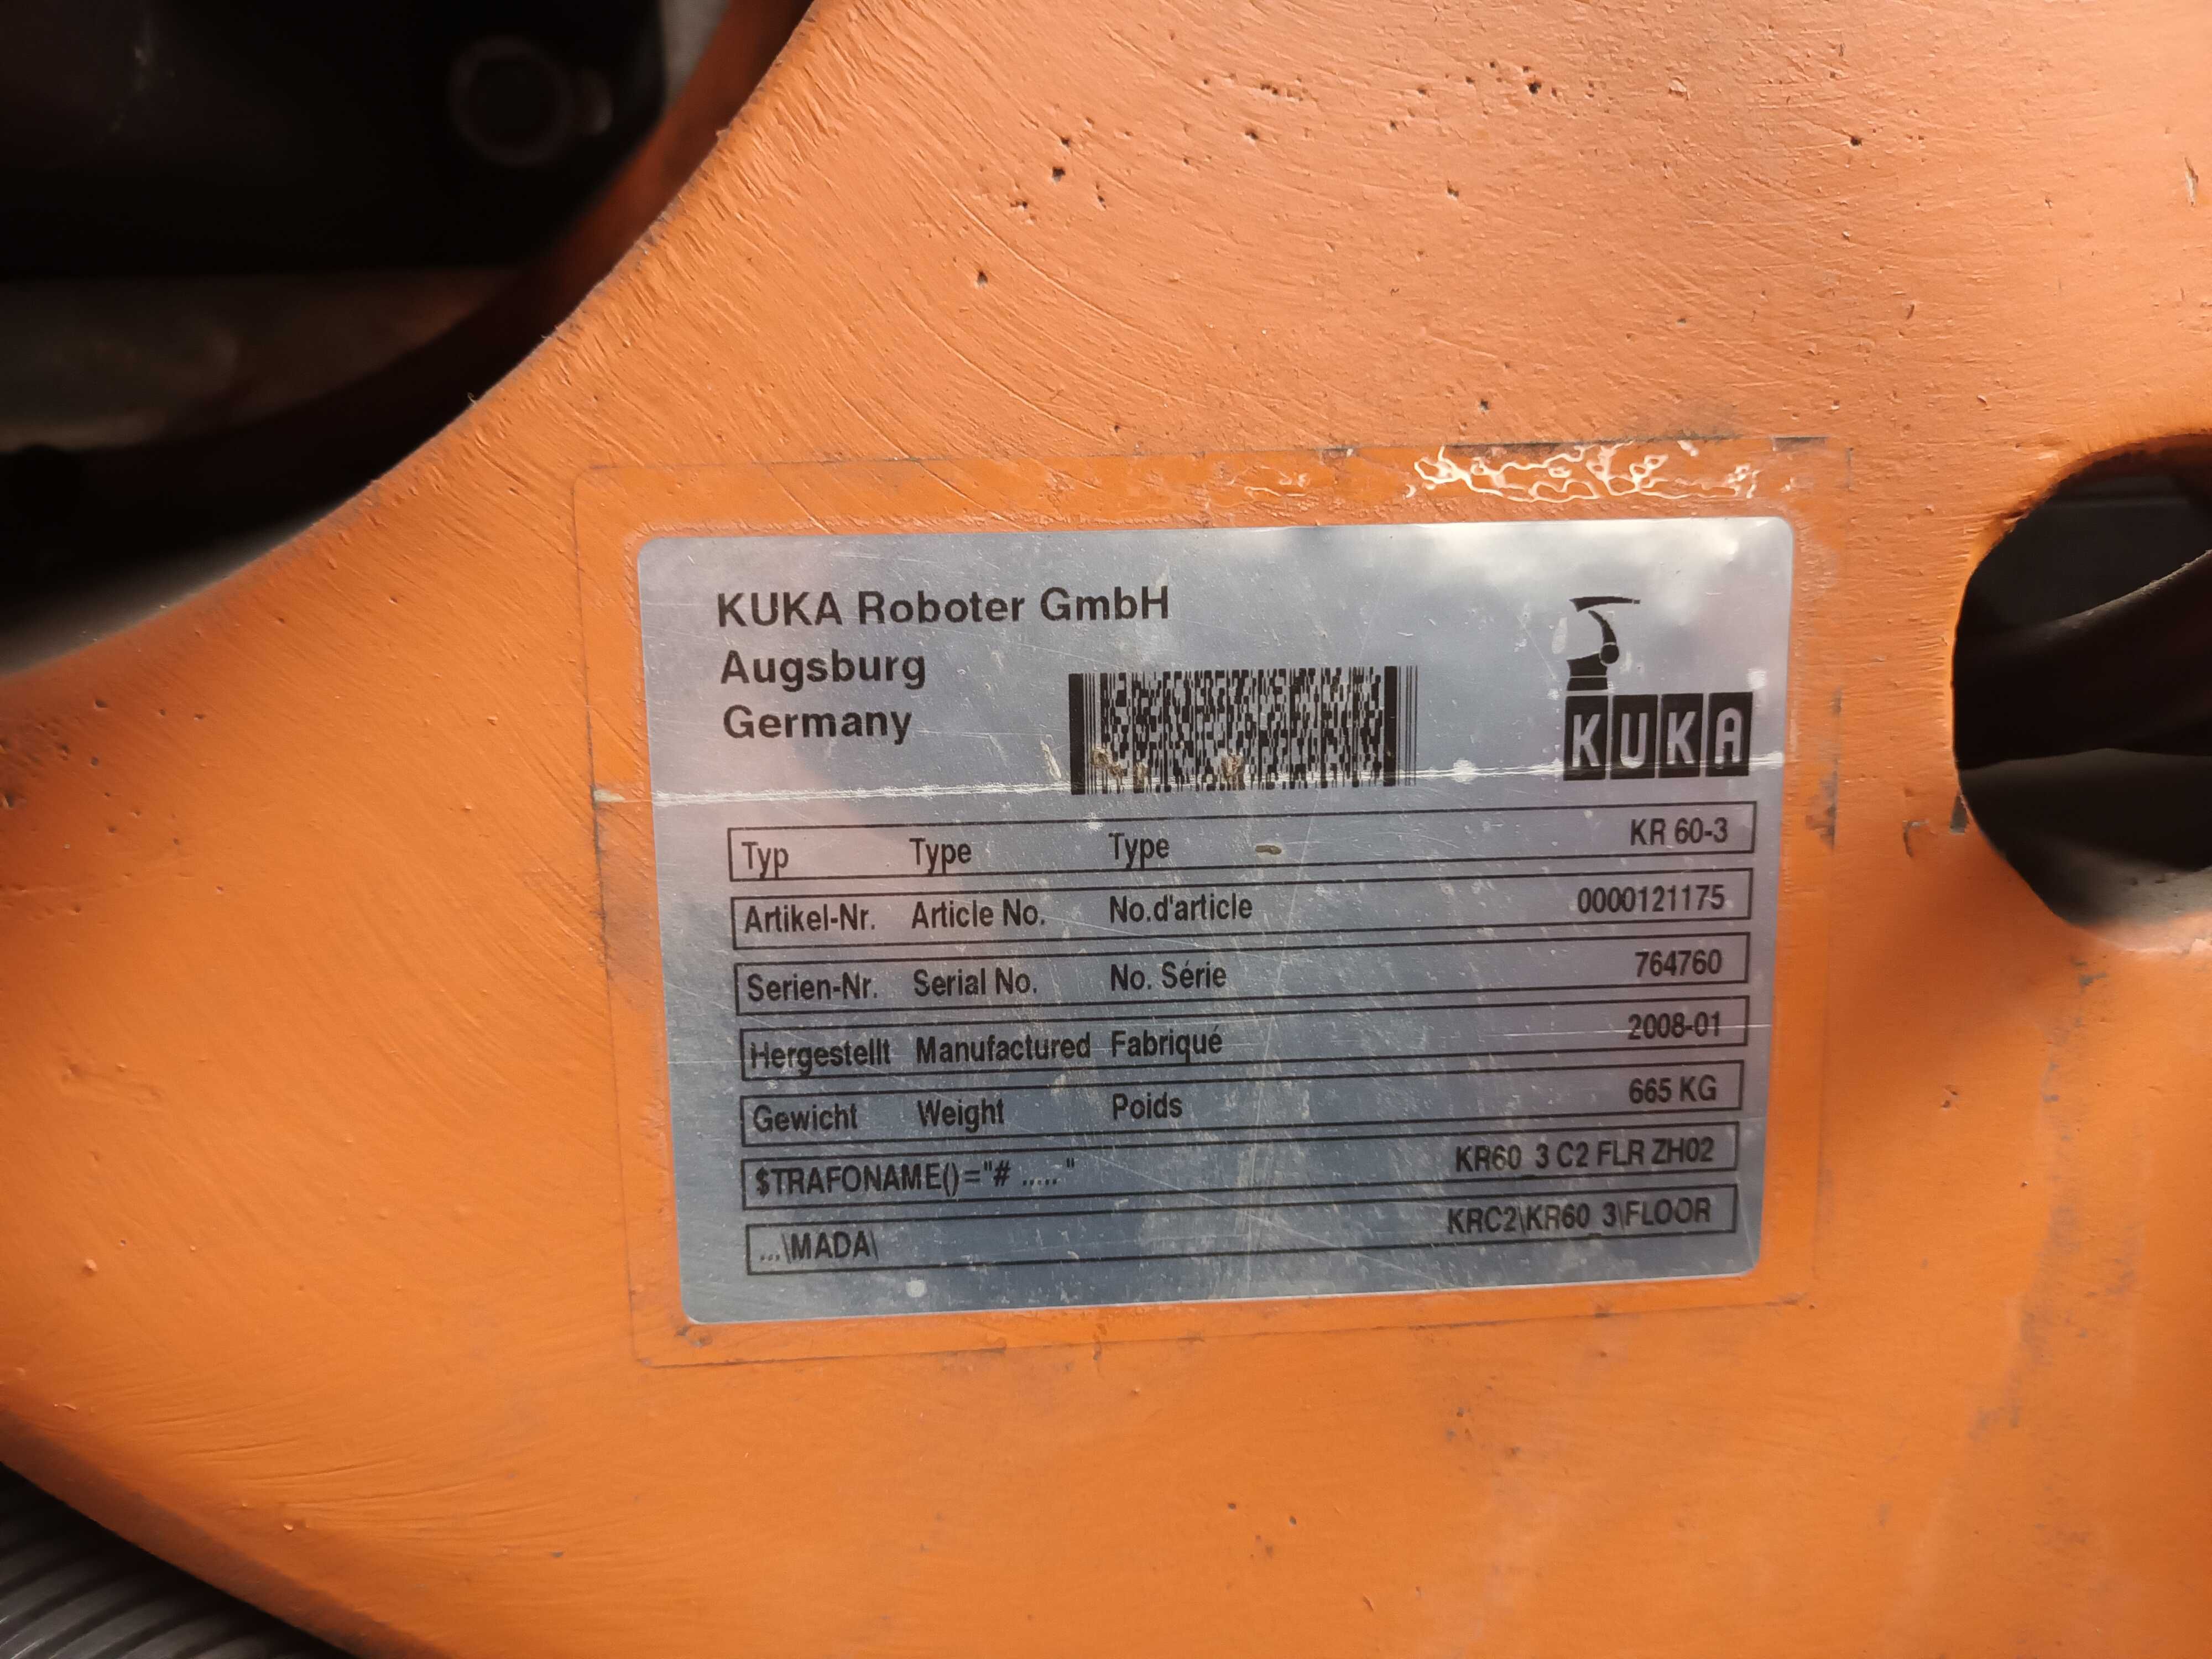 KUKA Roboter GmbH
Augsburg
Germany
KUKA
Typ Type Type KR 60-3
Artikel-Nr. Article No. No.d'article 0000121175
Serien-Nr. Serial No. No. Série 764760
Hergestellt Manufactured Fabriqué 2008-01
Gewicht Weight Poids 665 KG
$TRAFONAME()="# ....." KR60_3 C2 FLR ZH02
...\MADA\ KRC2\KR60_3\FLOOR